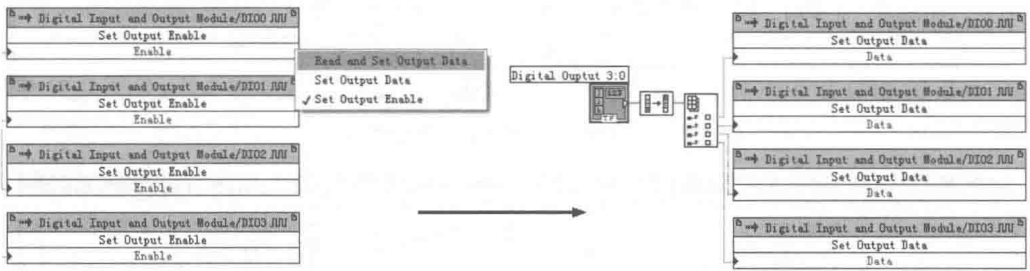 Digital Input and Output Module/DIO0
Set Output Enable
Enable
Digital Input and Output Module/DIO1
Set Output Enable
Enable
Digital Input and Output Module/DIO2
Set Output Enable
Enable
Digital Input and Output Module/DIO3
Set Output Enable
Enable
Read and Set Output Data
Set Output Data
✓ Set Output Enable
Digital Ouptut 3:0
TF
Digital Input and Output Module/DIO0
Set Output Data
Data
Digital Input and Output Module/DIO1
Set Output Data
Data
Digital Input and Output Module/DIO2
Set Output Data
Data
Digital Input and Output Module/DIO3
Set Output Data
Data